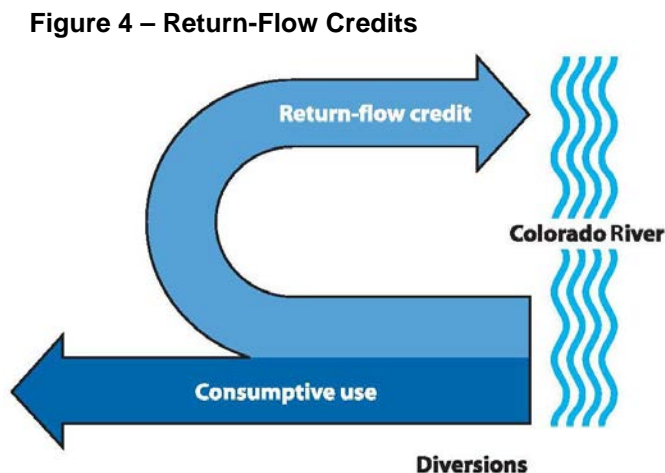 Figure 4 – Return-Flow Credits
Return-flow credit
Colorado River
Consumptive use
Diversions